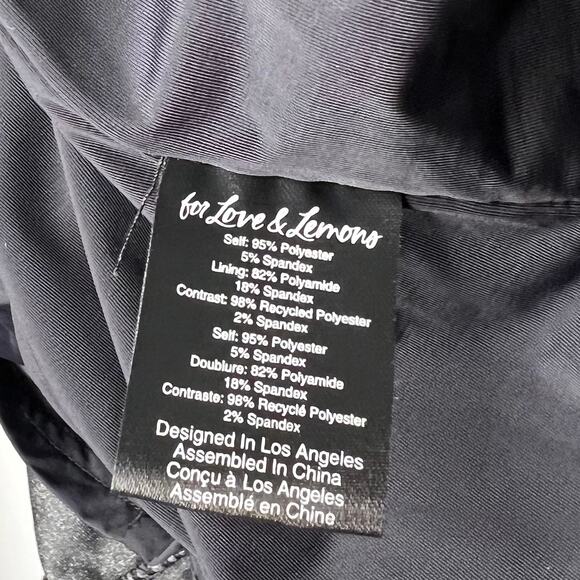 for Love & Lemons
Self: 95% Polyester
5% Spandex
Lining: 82% Polyamide
18% Spandex
Contrast: 98% Recycled Polyester
2% Spandex
Self: 95% Polyester
5% Spandex
Doublure: 82% Polyamide
18% Spandex
Contraste: 98% Recyclé Polyester
2% Spandex
Designed In Los Angeles
Assembled In China
Conçu à Los Angeles
Assemblé en Chine